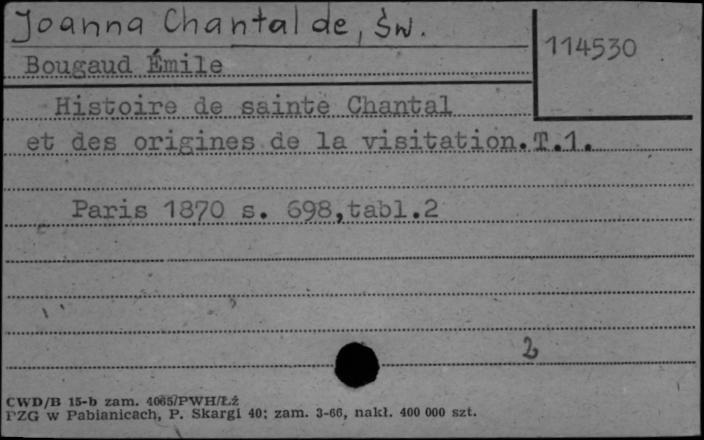 Joanna Chantal de, św.
114530
Bougaud Émile
Histoire de sainte Chantal
et des origines de la visitation.T.1.
Paris 1870 s. 698,tabl.2
2
CWD/B 15-b zam. 4065/PWH/Łż
PZG w Pabianicach, P. Skargi 40; zam. 3-66, nakł. 400 000 szt.